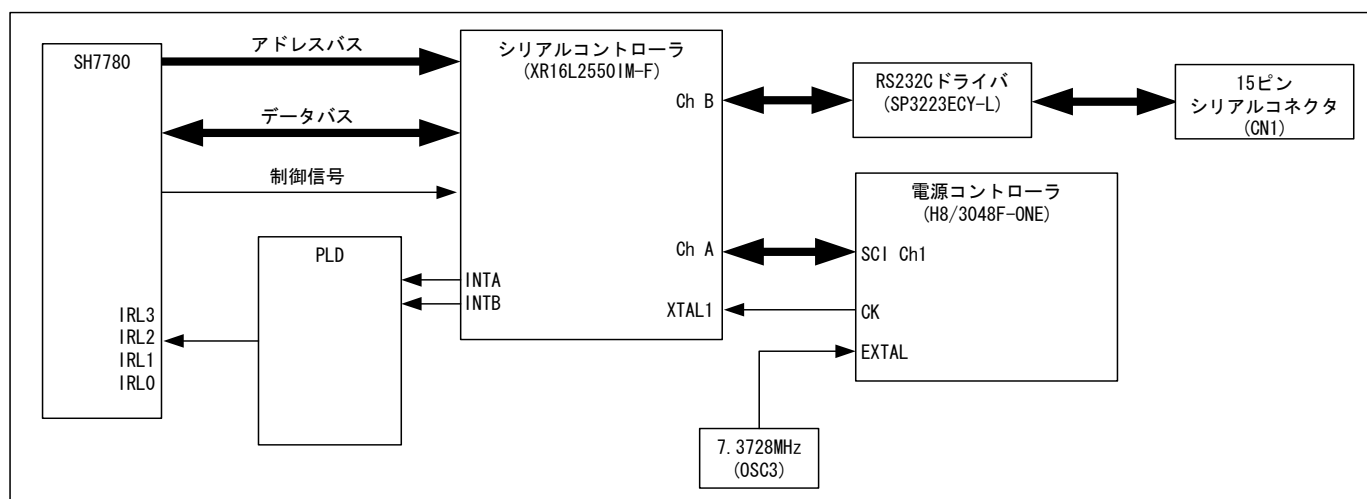 SH7780
アドレスバス
データバス
制御信号
シリアルコントローラ
(XR16L2550IM-F)
Ch B
Ch A
INTA
INTB
XTAL1
RS232Cドライバ
(SP3223ECY-L)
15ピン
シリアルコネクタ
(CN1)
電源コントローラ
(H8/3048F-ONE)
SCI Ch1
CK
EXTAL
PLD
IRL3
IRL2
IRL1
IRL0
7.3728MHz
(OSC3)